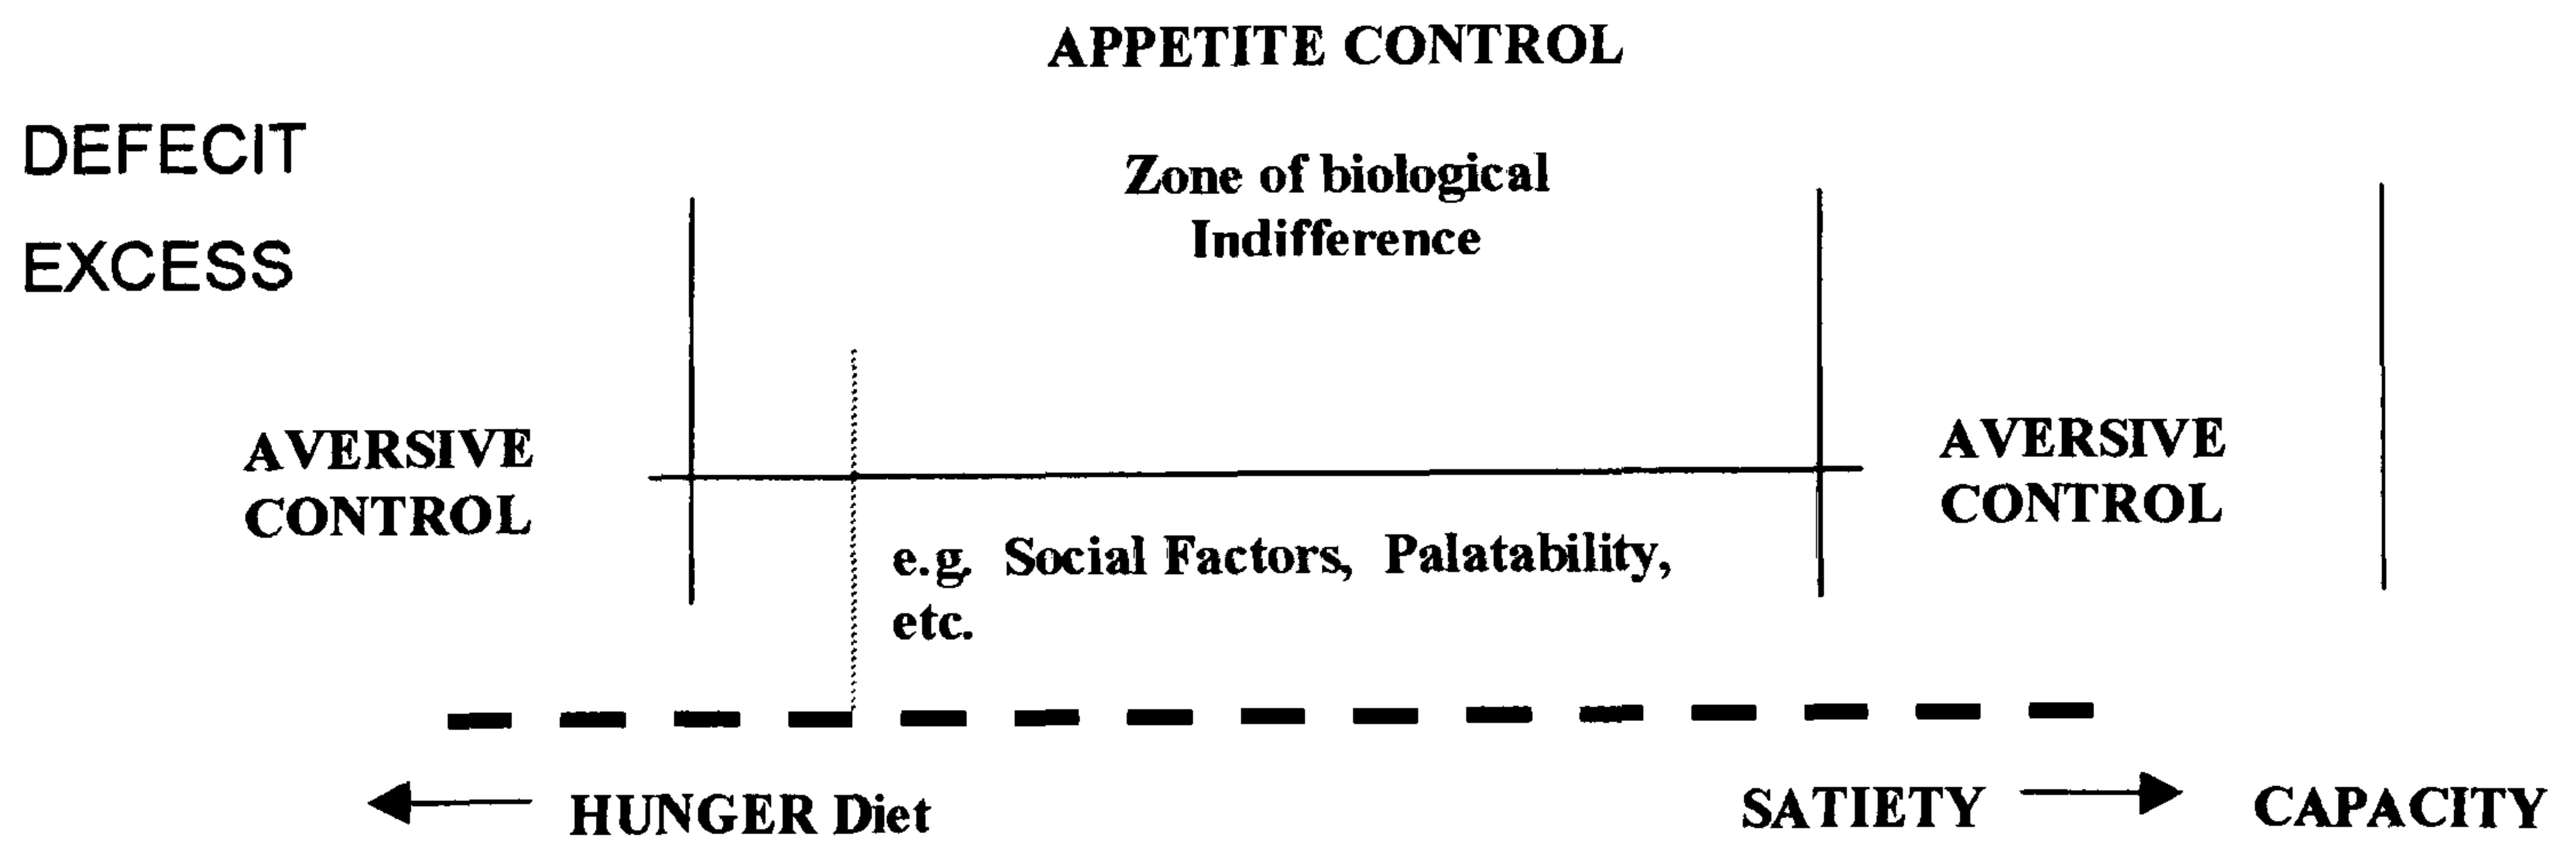 APPETITE CONTROL
DEFECIT
Zone of biological
Indifference
EXCESS
AVERSIVE
CONTROL
AVERSIVE
CONTROL
e.g. Social Factors, Palatability,
etc.
HUNGER Diet
SATIETY
CAPACITY